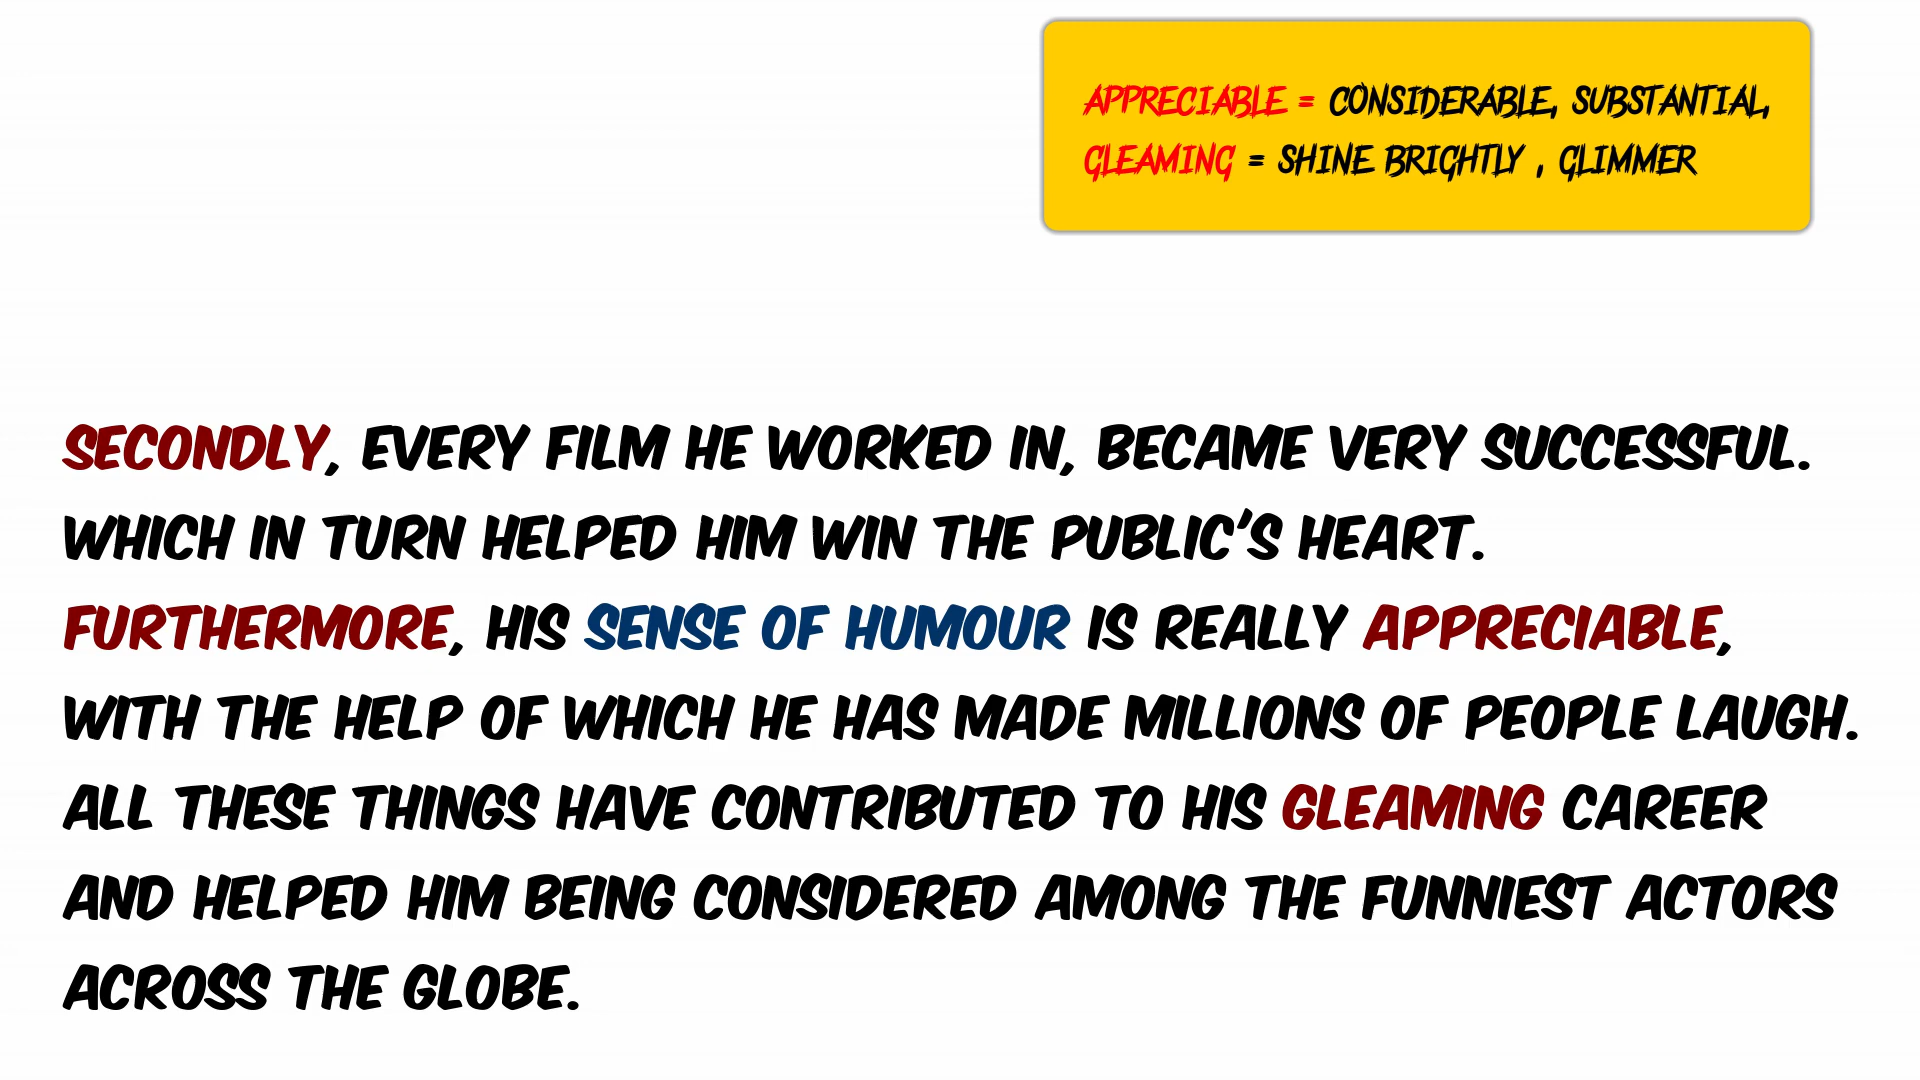 APPRECIABLE = CONSIDERABLE, SUBSTANTIAL,
GLEAMING = SHINE BRIGHTLY , GLIMMER
SECONDLY, EVERY FILM HE WORKED IN, BECAME VERY SUCCESSFUL.
WHICH IN TURN HELPED HIM WIN THE PUBLIC'S HEART.
FURTHERMORE, HIS SENSE OF HUMOUR IS REALLY APPRECIABLE,
WITH THE HELP OF WHICH HE HAS MADE MILLIONS OF PEOPLE LAUGH.
ALL THESE THINGS HAVE CONTRIBUTED TO HIS GLEAMING CAREER
AND HELPED HIM BEING CONSIDERED AMONG THE FUNNIEST ACTORS
ACROSS THE GLOBE.